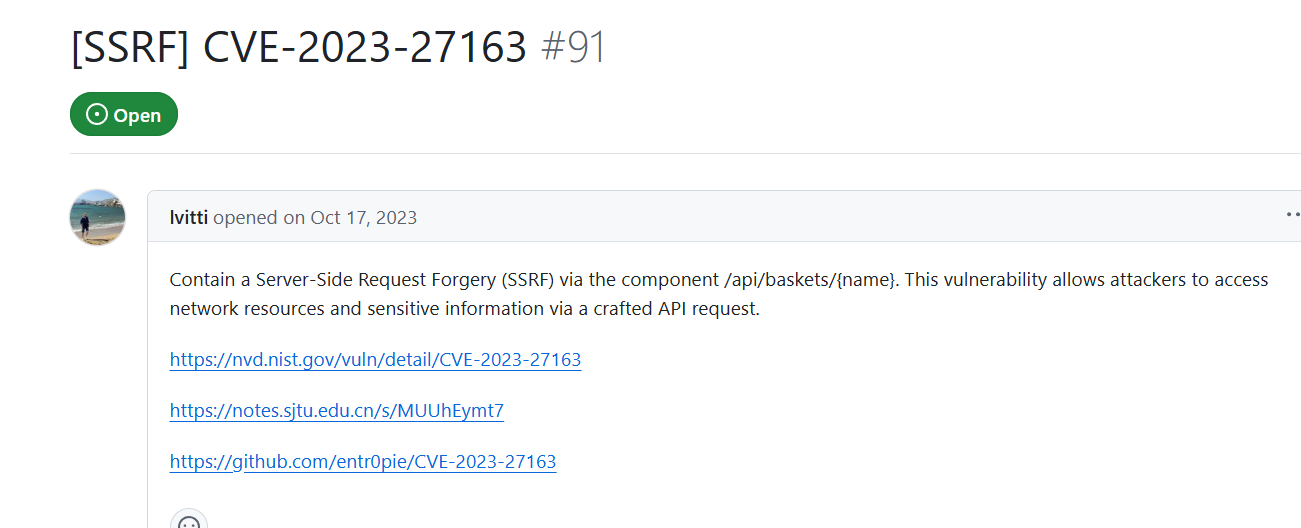 [SSRF] CVE-2023-27163 #91
Open
lvitti opened on Oct 17, 2023
Contain a Server-Side Request Forgery (SSRF) via the component /api/baskets/{name}. This vulnerability allows attackers to access
network resources and sensitive information via a crafted API request.
https://nvd.nist.gov/vuln/detail/CVE-2023-27163
https://notes.sjtu.edu.cn/s/MUUhEymt7
https://github.com/entr0pie/CVE-2023-27163